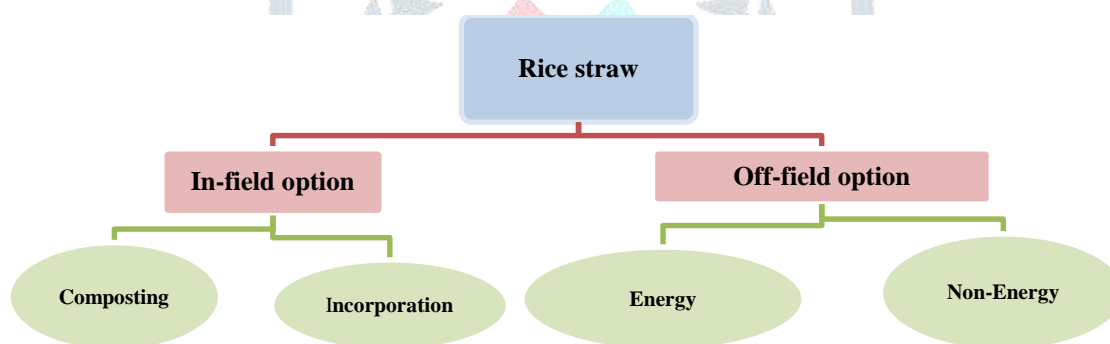 Rice straw
In-field option
Off-field option
Composting
Incorporation
Energy
Non-Energy